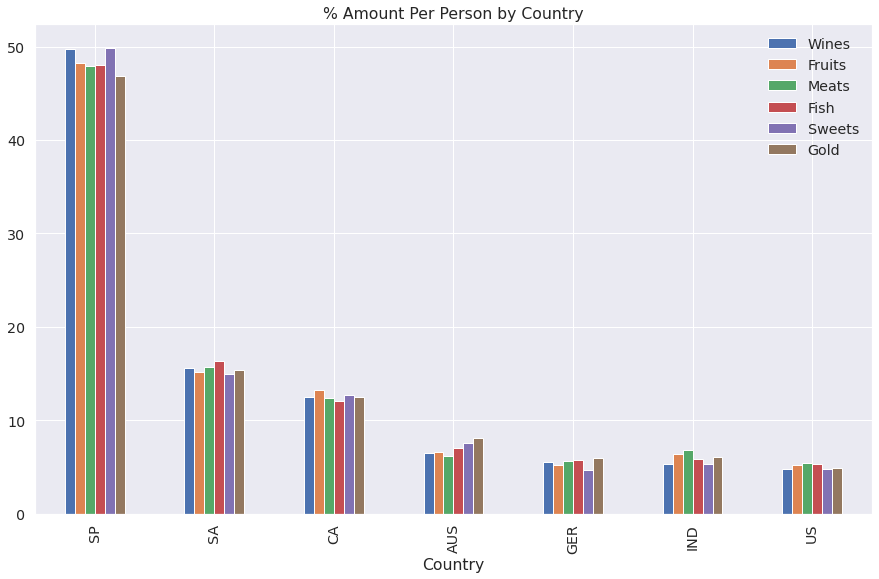 % Amount Per Person by Country
50
40
30
20
10
0
Wines
Fruits
Meats
Fish
Sweets
Gold
SP
SA
CA
AUS
GER
IND
US
Country